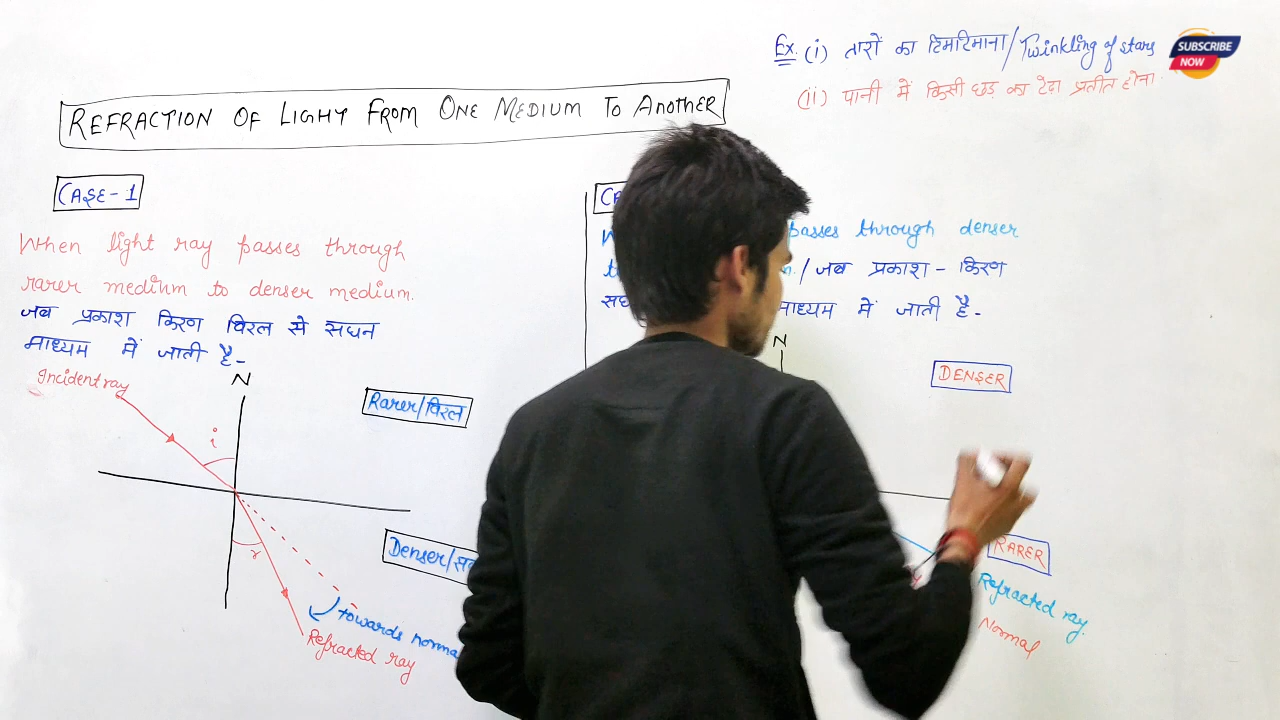 Ex. (i) तारों का टिमटिमाना/Twinkling of stars
(ii) पानी में किसी छड़ का टेढ़ा प्रतीत होना
SUBSCRIBE
NOW
REFRACTION OF LIGHT FROM ONE MEDIUM TO ANOTHER
CASE-1
When light ray passes through
rarer medium to denser medium.
जब प्रकाश किरण विरल से सघन
माध्यम में जाती है-
Incident ray
N
i
Rarer/विरल
r
Denser/
towards
Refracted ray
passes through denser
/जब प्रकाश-किरण
माध्यम में जाती है-
N
DENSER
RARER
Refracted ray.
Normal